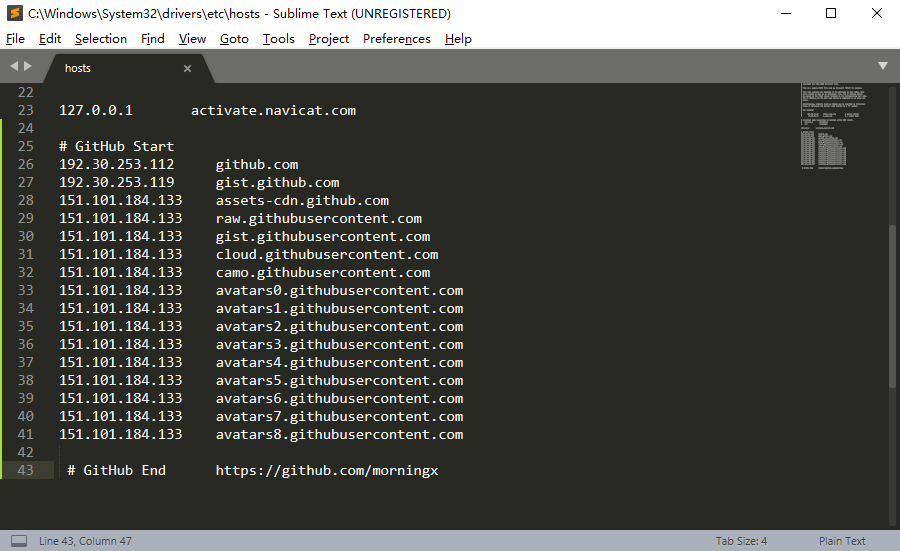 C:\Windows\System32\drivers\etc\hosts - Sublime Text (UNREGISTERED)
File Edit Selection Find View Goto Tools Project Preferences Help
hosts
22
23 127.0.0.1 activate.navicat.com
24
25 # GitHub Start
26 192.30.253.112 github.com
27 192.30.253.119 gist.github.com
28 151.101.184.133 assets-cdn.github.com
29 151.101.184.133 raw.githubusercontent.com
30 151.101.184.133 gist.githubusercontent.com
31 151.101.184.133 cloud.githubusercontent.com
32 151.101.184.133 camo.githubusercontent.com
33 151.101.184.133 avatars0.githubusercontent.com
34 151.101.184.133 avatars1.githubusercontent.com
35 151.101.184.133 avatars2.githubusercontent.com
36 151.101.184.133 avatars3.githubusercontent.com
37 151.101.184.133 avatars4.githubusercontent.com
38 151.101.184.133 avatars5.githubusercontent.com
39 151.101.184.133 avatars6.githubusercontent.com
40 151.101.184.133 avatars7.githubusercontent.com
41 151.101.184.133 avatars8.githubusercontent.com
42
43 # GitHub End https://github.com/morningx
Line 43, Column 47 Tab Size: 4 Plain Text